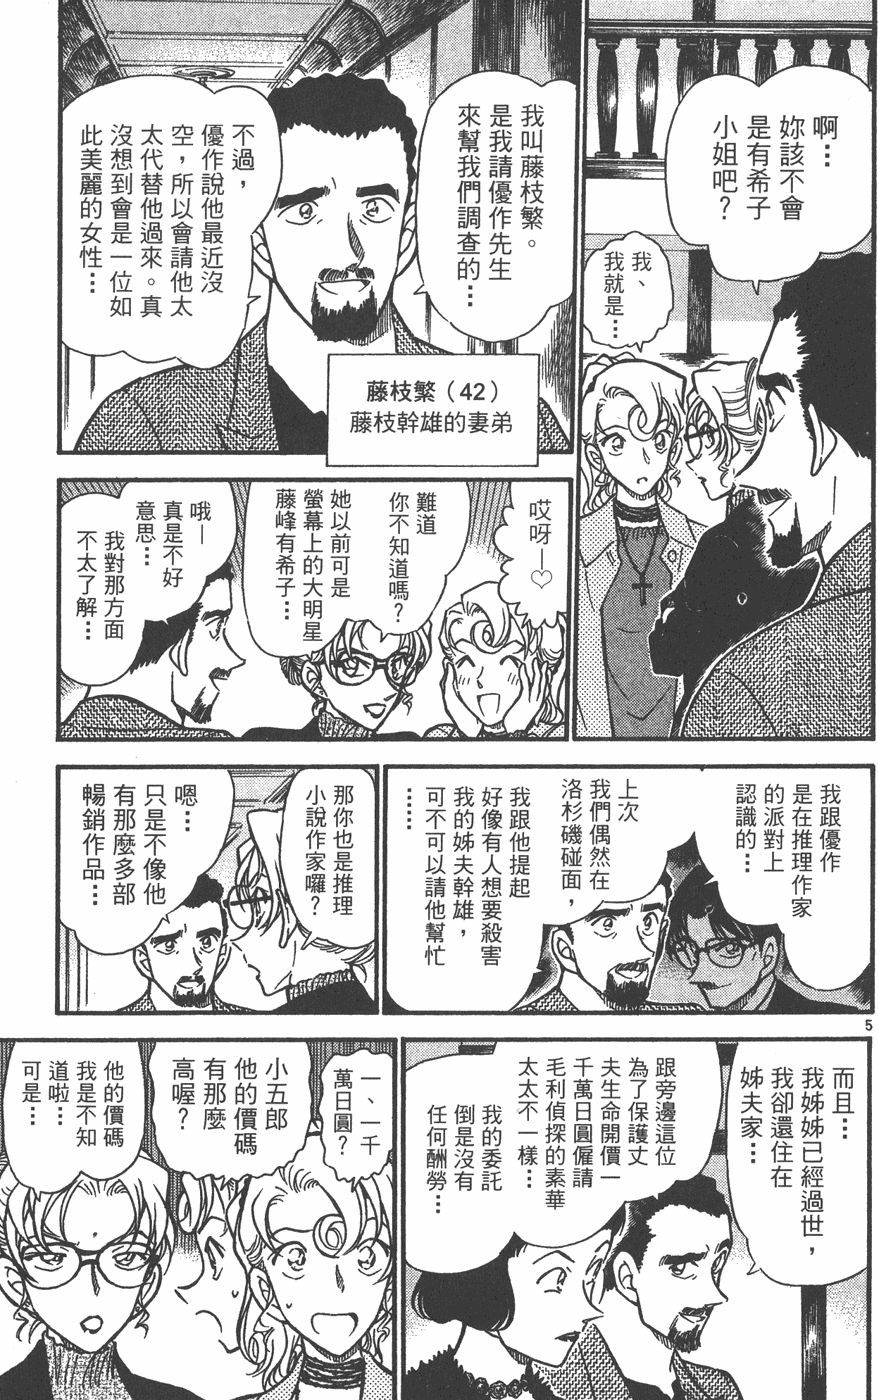 啊…
妳該不會
是有希子
小姐吧？
我、
我就是…
我叫藤枝繁。
是我請優作先生
來幫我們調查的…
不過，
優作說他最近沒
空，所以會請他太
太代替他過來。真
沒想到會是一位如
此美麗的女性…
藤枝繁（42）
藤枝幹雄的妻弟
哎呀—♡
難道
你不知道嗎？
她以前可是
螢幕上的大明星
藤峰有希子…
哦—
真是不好
意思…
我對那方面
不太了解…
我跟優作
是在推理作家
的派對上
認識的…
上次
我們偶然在
洛杉磯碰面，
我跟他提起
好像有人想要殺害
我的姊夫幹雄，
可不可以請他幫忙
……
那你也是推理
小說作家囉？
嗯…
只是不像他
有那麼多部
暢銷作品…
5
而且…
我姊姊已經過世，
我卻還住在
姊夫家…
跟旁邊這位
為了保護丈
夫生命開價一
千萬日圓僱請
毛利偵探的素華
太太不一樣…
我的委託
倒是沒有
任何酬勞…
一、一千
萬日圓？
小五郎
他的價碼
有那麼
高喔？
他的價碼
我是不知
道啦…
可是…